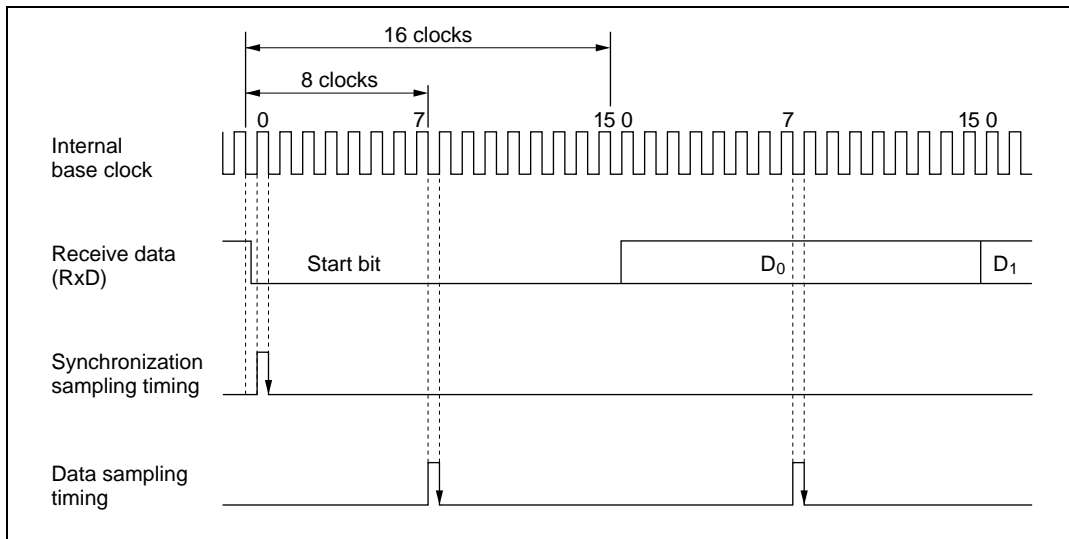 16 clocks
8 clocks
0 7 15 0 7 15 0
Internal
base clock
Receive data
(RxD)
Start bit D0 D1
Synchronization
sampling timing
Data sampling
timing